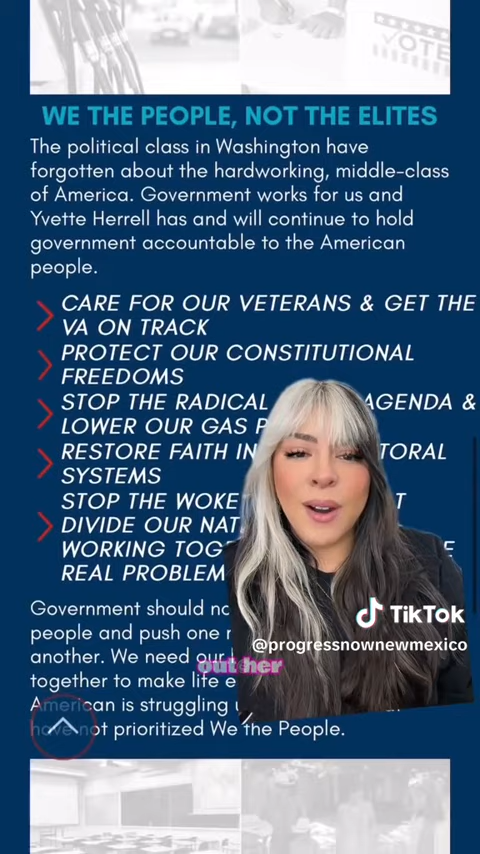 VOTE
WE THE PEOPLE, NOT THE ELITES
The political class in Washington have
forgotten about the hardworking, middle-class
of America. Government works for us and
Yvette Herrell has and will continue to hold
government accountable to the American
people.
CARE FOR OUR VETERANS & GET THE
VA ON TRACK
PROTECT OUR CONSTITUTIONAL
FREEDOMS
STOP THE RADICAL AGENDA &
LOWER OUR GAS
RESTORE FAITH IN
SYSTEMS
STOP THE WOKE
DIVIDE OUR
WORKING
REAL PROBLEM
Government should
people and push one
another. We need our
together to make life
American is struggling
have not prioritized We the People.
out her
TikTok
@progressnownewmexico